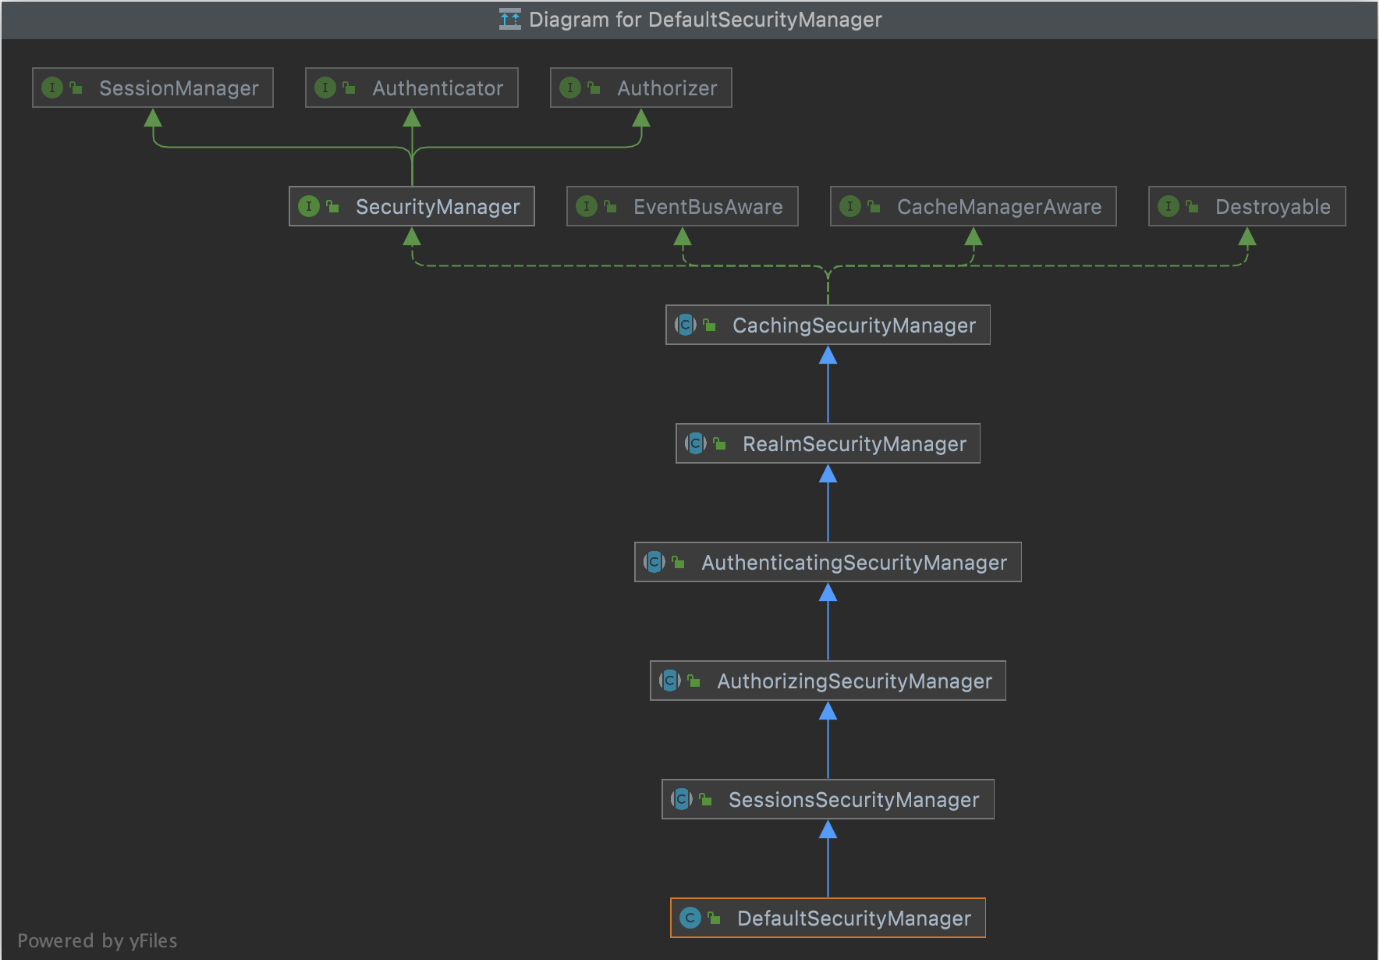 Diagram for DefaultSecurityManager
SessionManager
Authenticator
Authorizer
SecurityManager
EventBusAware
CacheManagerAware
Destroyable
CachingSecurityManager
RealmSecurityManager
AuthenticatingSecurityManager
AuthorizingSecurityManager
SessionsSecurityManager
DefaultSecurityManager
Powered by yFiles